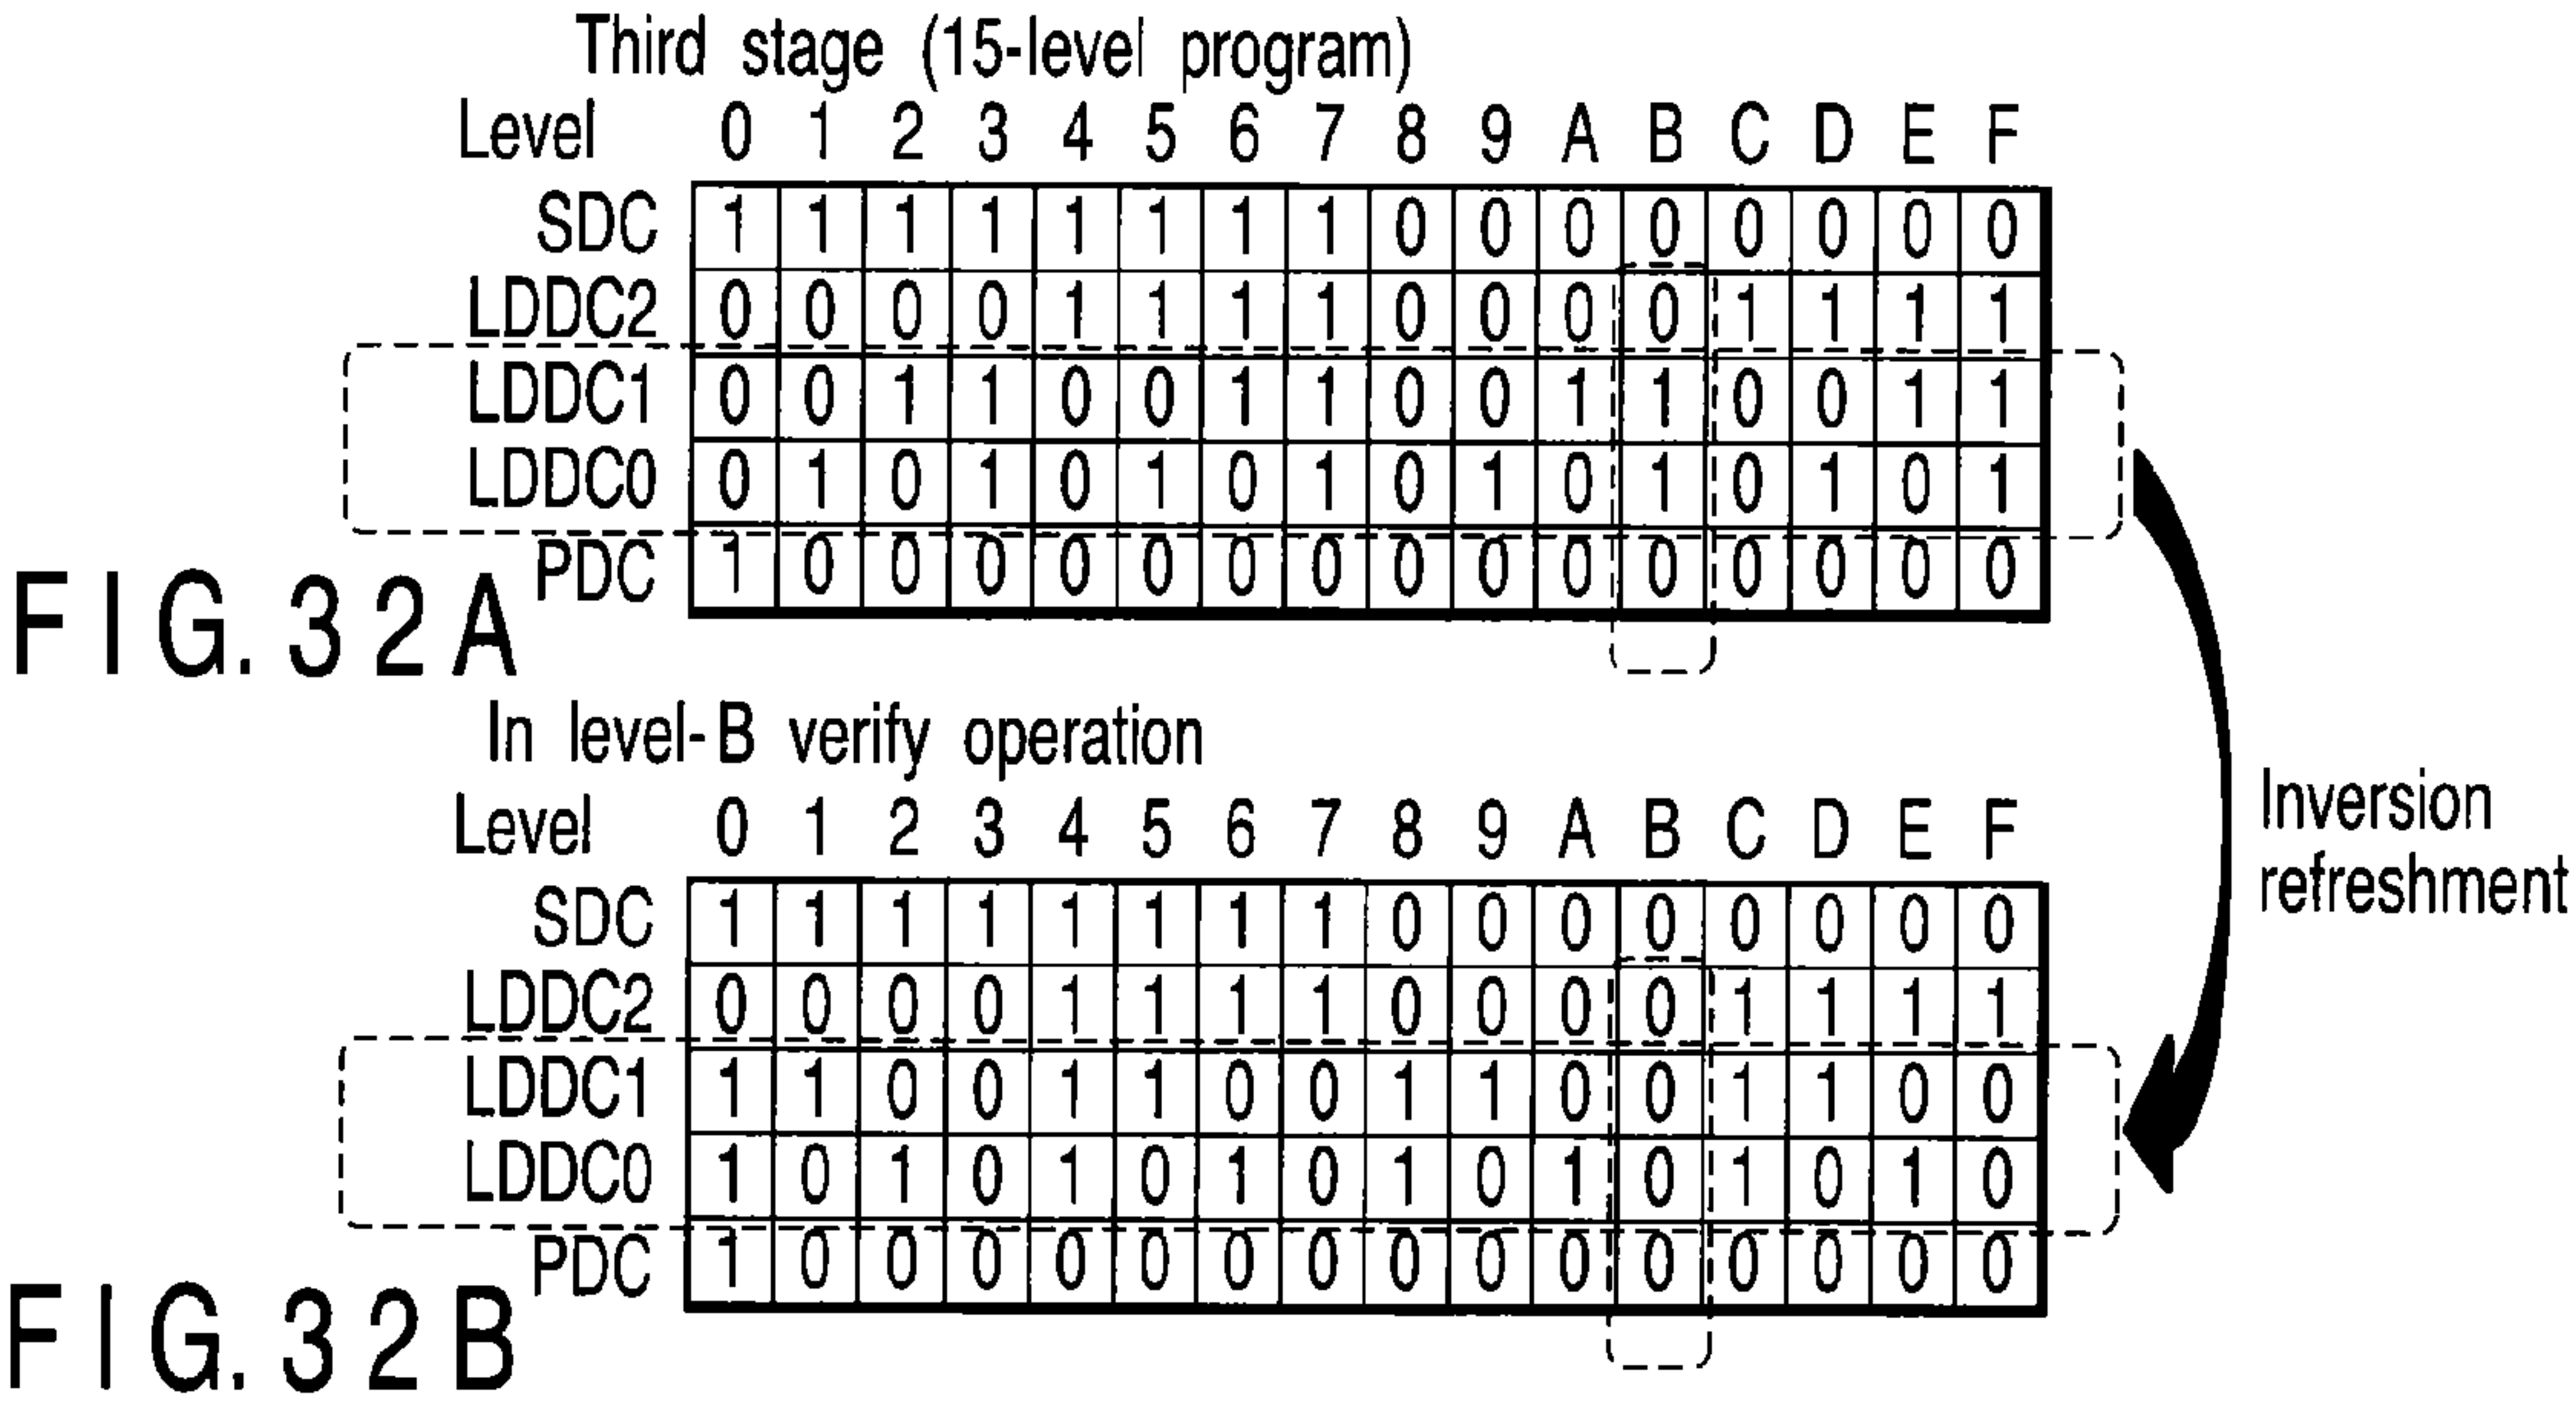 Third stage (15-level program)
Level 0 1 2 3 4 5 6 7 8 9 A B C D E F
SDC 1 1 1 1 1 1 1 1 0 0 0 0 0 0 0 0
LDDC2 0 0 0 0 1 1 1 1 0 0 0 0 1 1 1 1
LDDC1 0 0 1 1 0 0 1 1 0 0 1 1 0 0 1 1
LDDC0 0 1 0 1 0 1 0 1 0 1 0 1 0 1 0 1
PDC 1 0 0 0 0 0 0 0 0 0 0 0 0 0 0 0
FIG. 32A
In level-B verify operation
Level 0 1 2 3 4 5 6 7 8 9 A B C D E F
SDC 1 1 1 1 1 1 1 1 0 0 0 0 0 0 0 0
LDDC2 0 0 0 0 1 1 1 1 0 0 0 0 1 1 1 1
LDDC1 1 1 0 0 1 1 0 0 1 1 0 0 1 1 0 0
LDDC0 1 0 1 0 1 0 1 0 1 0 1 0 1 0 1 0
PDC 1 0 0 0 0 0 0 0 0 0 0 0 0 0 0 0
FIG. 32B
Inversion
refreshment